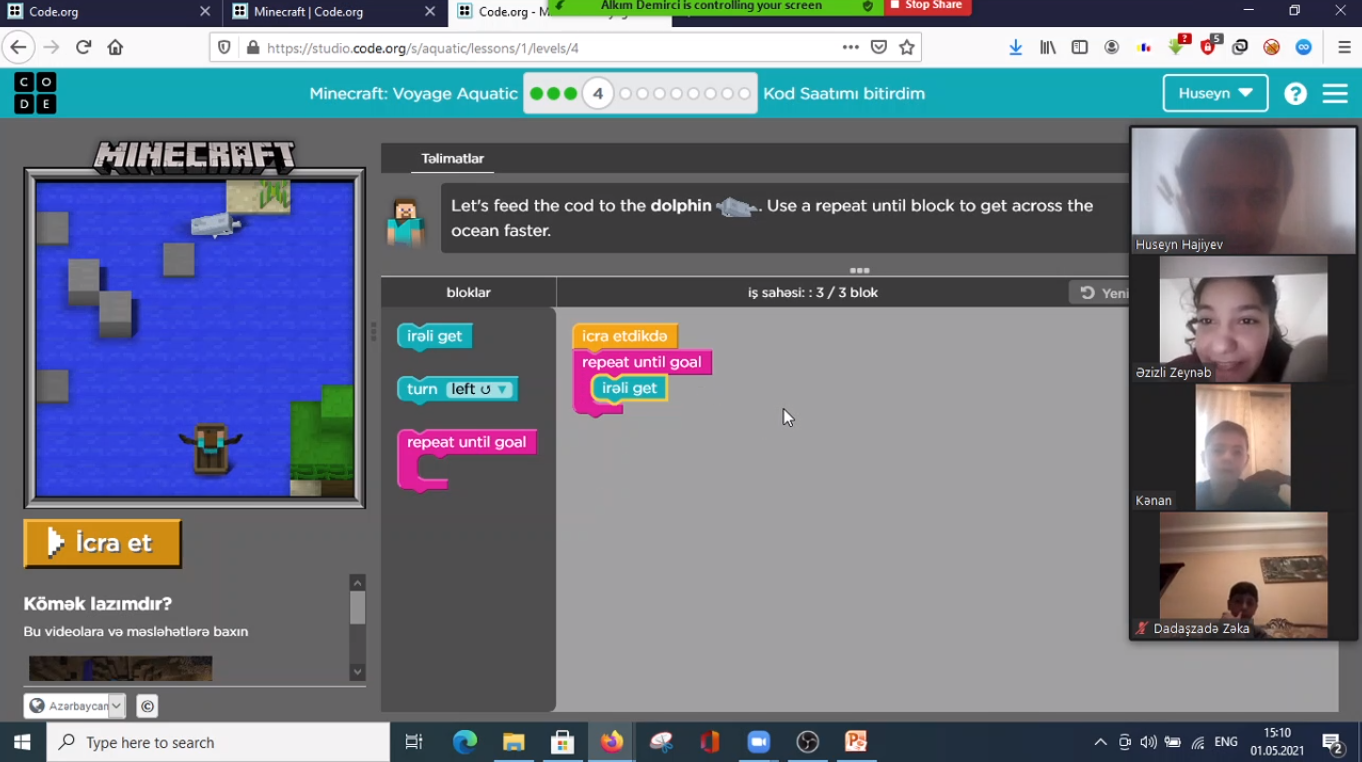 Code.org
Minecraft | Code.org
Code.org - M
Alkım Demirci is controlling your screen
Stop Share
https://studio.code.org/s/aquatic/lessons/1/levels/4
2
5
C O
D E
Minecraft: Voyage Aquatic
4
Kod Saatımı bitirdim
Huseyn
?
MINECRAFT
Təlimatlar
Let's feed the cod to the dolphin . Use a repeat until block to get across the
ocean faster.
bloklar
iş sahəsi: : 3 / 3 blok
Yeni
irəli get
turn left ↺ ▼
repeat until goal
icra etdikdə
repeat until goal
irəli get
Huseyn Hajiyev
Əzizli Zeynəb
Kənan
Dadaşzadə Zəka
İcra et
Kömək lazımdır?
Bu videolara və məsləhətlərə baxın
Azərbaycan
©
Type here to search
ENG
15:10
01.05.2021
2